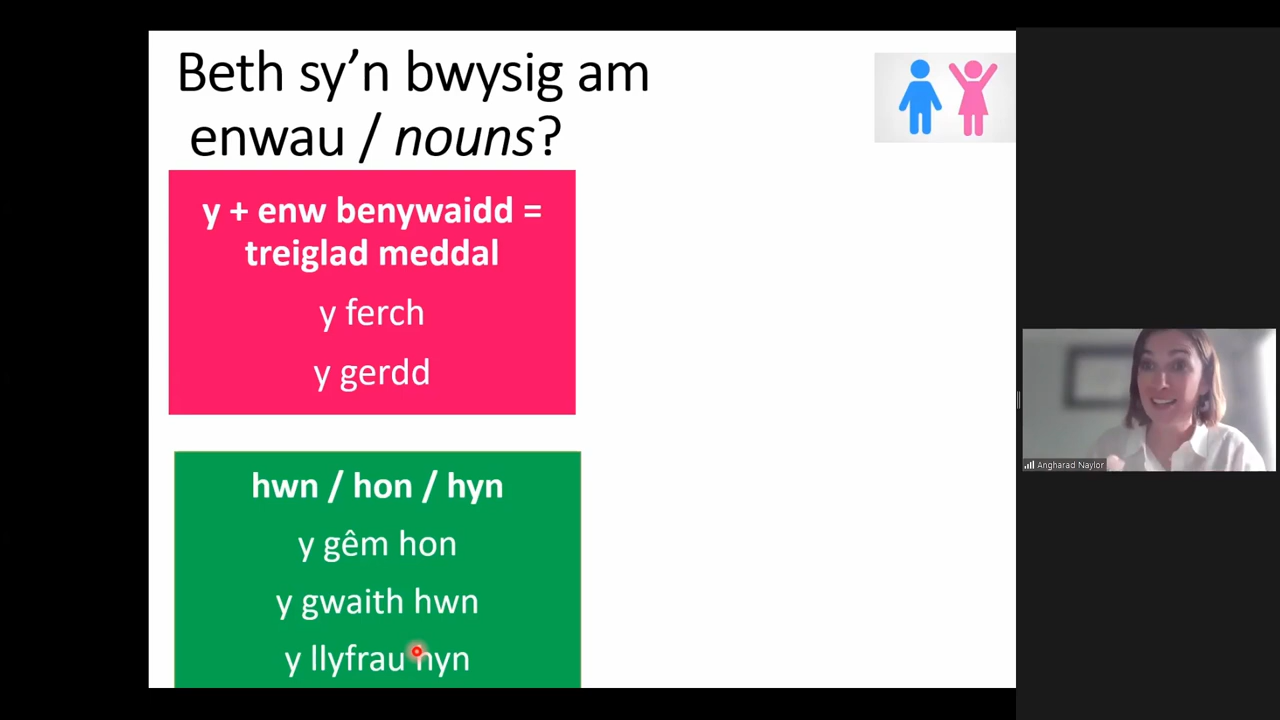 Beth sy’n bwysig am
enwau / nouns?
y + enw benywaidd =
treiglad meddal
y ferch
y gerdd
hwn / hon / hyn
y gêm hon
y gwaith hwn
y llyfrau hyn
Angharad Naylor